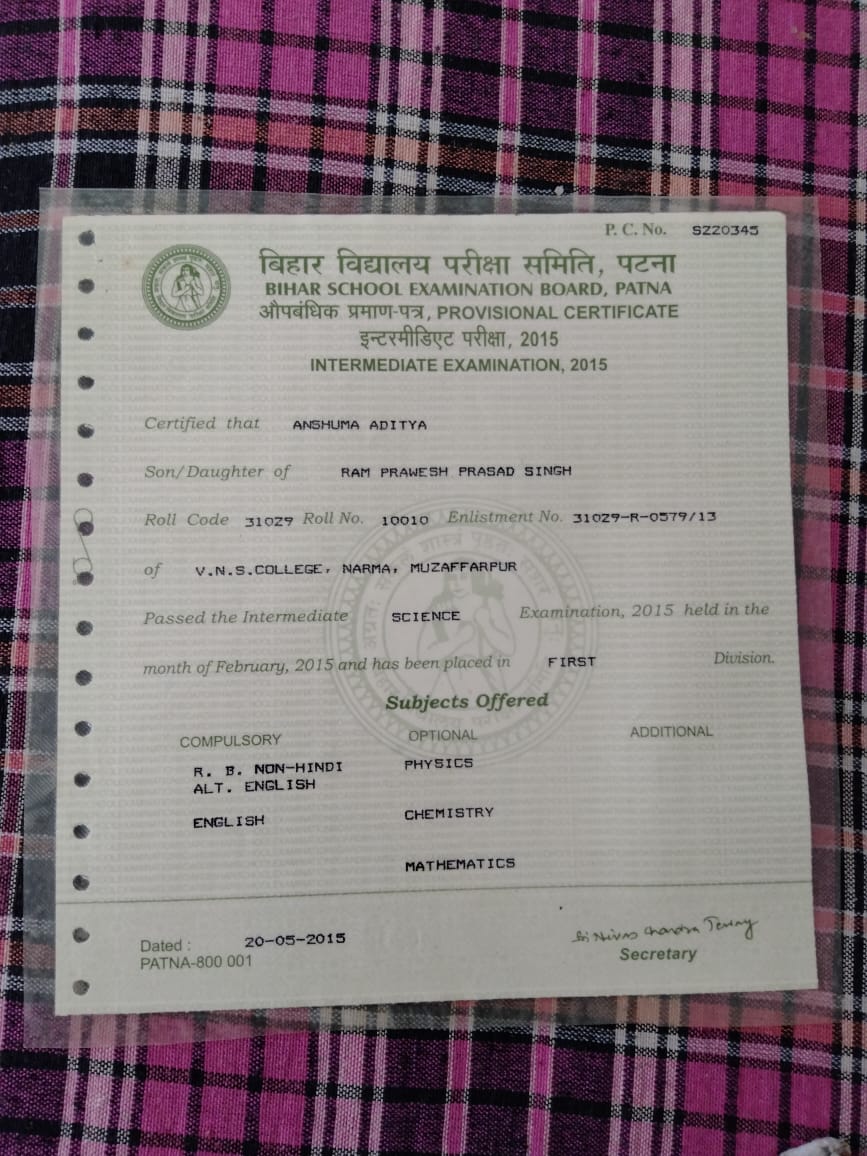 P. C. No. SZ20345
बिहार विद्यालय परीक्षा समिति, पटना
BIHAR SCHOOL EXAMINATION BOARD, PATNA
औपबंधिक प्रमाण-पत्र, PROVISIONAL CERTIFICATE
इन्टरमीडिएट परीक्षा, 2015
INTERMEDIATE EXAMINATION, 2015
Certified that ANSHUMA ADITYA
Son/Daughter of RAM PRAWESH PRASAD SINGH
Roll Code 31029 Roll No. 10010 Enlistment No. 31029-R-0579/13
of V.N.S.COLLEGE, NARMA, MUZAFFARPUR
Passed the Intermediate SCIENCE Examination, 2015 held in the
month of February, 2015 and has been placed in FIRST Division.
Subjects Offered
COMPULSORY OPTIONAL ADDITIONAL
R. B. NON-HINDI PHYSICS
ALT. ENGLISH
ENGLISH CHEMISTRY
MATHEMATICS
Dated : 20-05-2015
PATNA-800 001
Secretary